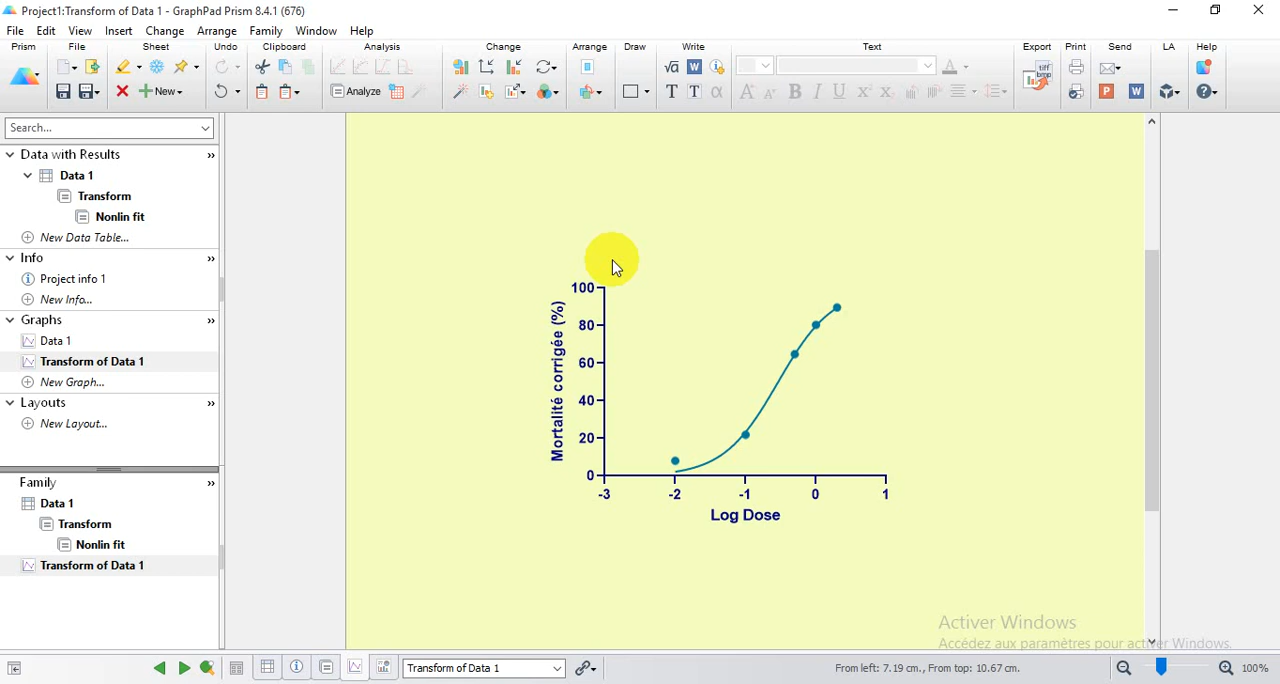 Project1:Transform of Data 1 - GraphPad Prism 8.4.1 (676)
File Edit View Insert Change Arrange Family Window Help
Prism File Sheet Undo Clipboard Analysis Change Arrange Draw Write Text Export Print Send LA Help
tiff
bmp
Analyze
New
Search...
Data with Results
Data 1
Transform
Nonlin fit
New Data Table...
Info
Project info 1
New Info...
Graphs
Data 1
Transform of Data 1
New Graph...
Layouts
New Layout...
Family
Data 1
Transform
Nonlin fit
Transform of Data 1
Mortalité corrigée (%)
100
80
60
40
20
0
-3 -2 -1 0 1
Log Dose
Activer Windows
Accédez aux paramètres pour activer Windows.
Transform of Data 1
From left: 7.19 cm., From top: 10.67 cm.
100%